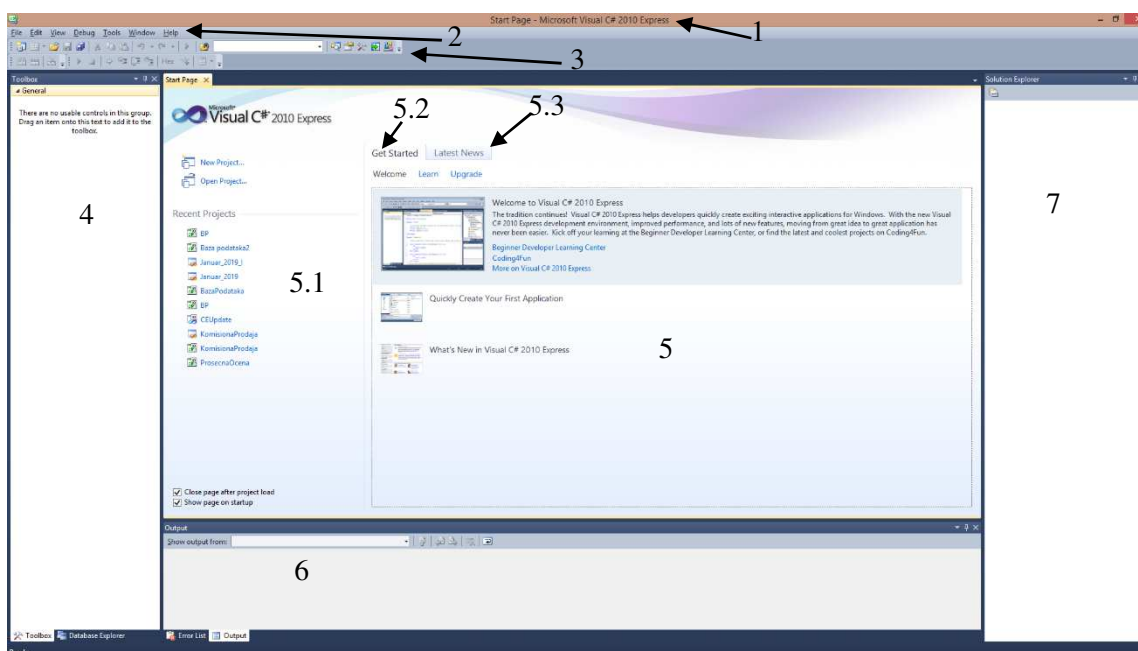 Start Page - Microsoft Visual C# 2010 Express
1
File Edit View Debug Tools Window Help
2
3
Hex
Toolbox
General
There are no usable controls in this group. Drag an item onto this text to add it to the toolbox.
4
Start Page
Microsoft
Visual C# 2010 Express
5.2
5.3
New Project...
Open Project...
Recent Projects
BP
Baza podataka2
Januar_2019_I
Januar_2019
BazaPodataka
BP
CEUpdate
KomisionaProdaja
KomisionaProdaja
ProsecnaOcena
5.1
Close page after project load
Show page on startup
Get Started Latest News
Welcome Learn Upgrade
Welcome to Visual C# 2010 Express
The tradition continues! Visual C# 2010 Express helps developers quickly create exciting interactive applications for Windows. With the new Visual
C# 2010 Express development environment, improved performance, and lots of new features, moving from great idea to great application has
never been easier. Kick off your learning at the Beginner Developer Learning Center, or find the latest and coolest projects on Coding4Fun.
Beginner Developer Learning Center
Coding4Fun
More on Visual C# 2010 Express
Quickly Create Your First Application
What's New in Visual C# 2010 Express
5
Solution Explorer
7
Output
Show output from:
6
Toolbox Database Explorer
Error List Output